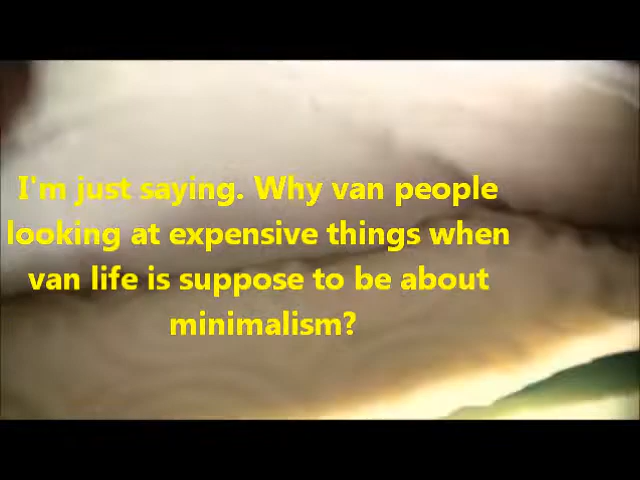 I'm just saying. Why van people
looking at expensive things when
van life is suppose to be about
minimalism?